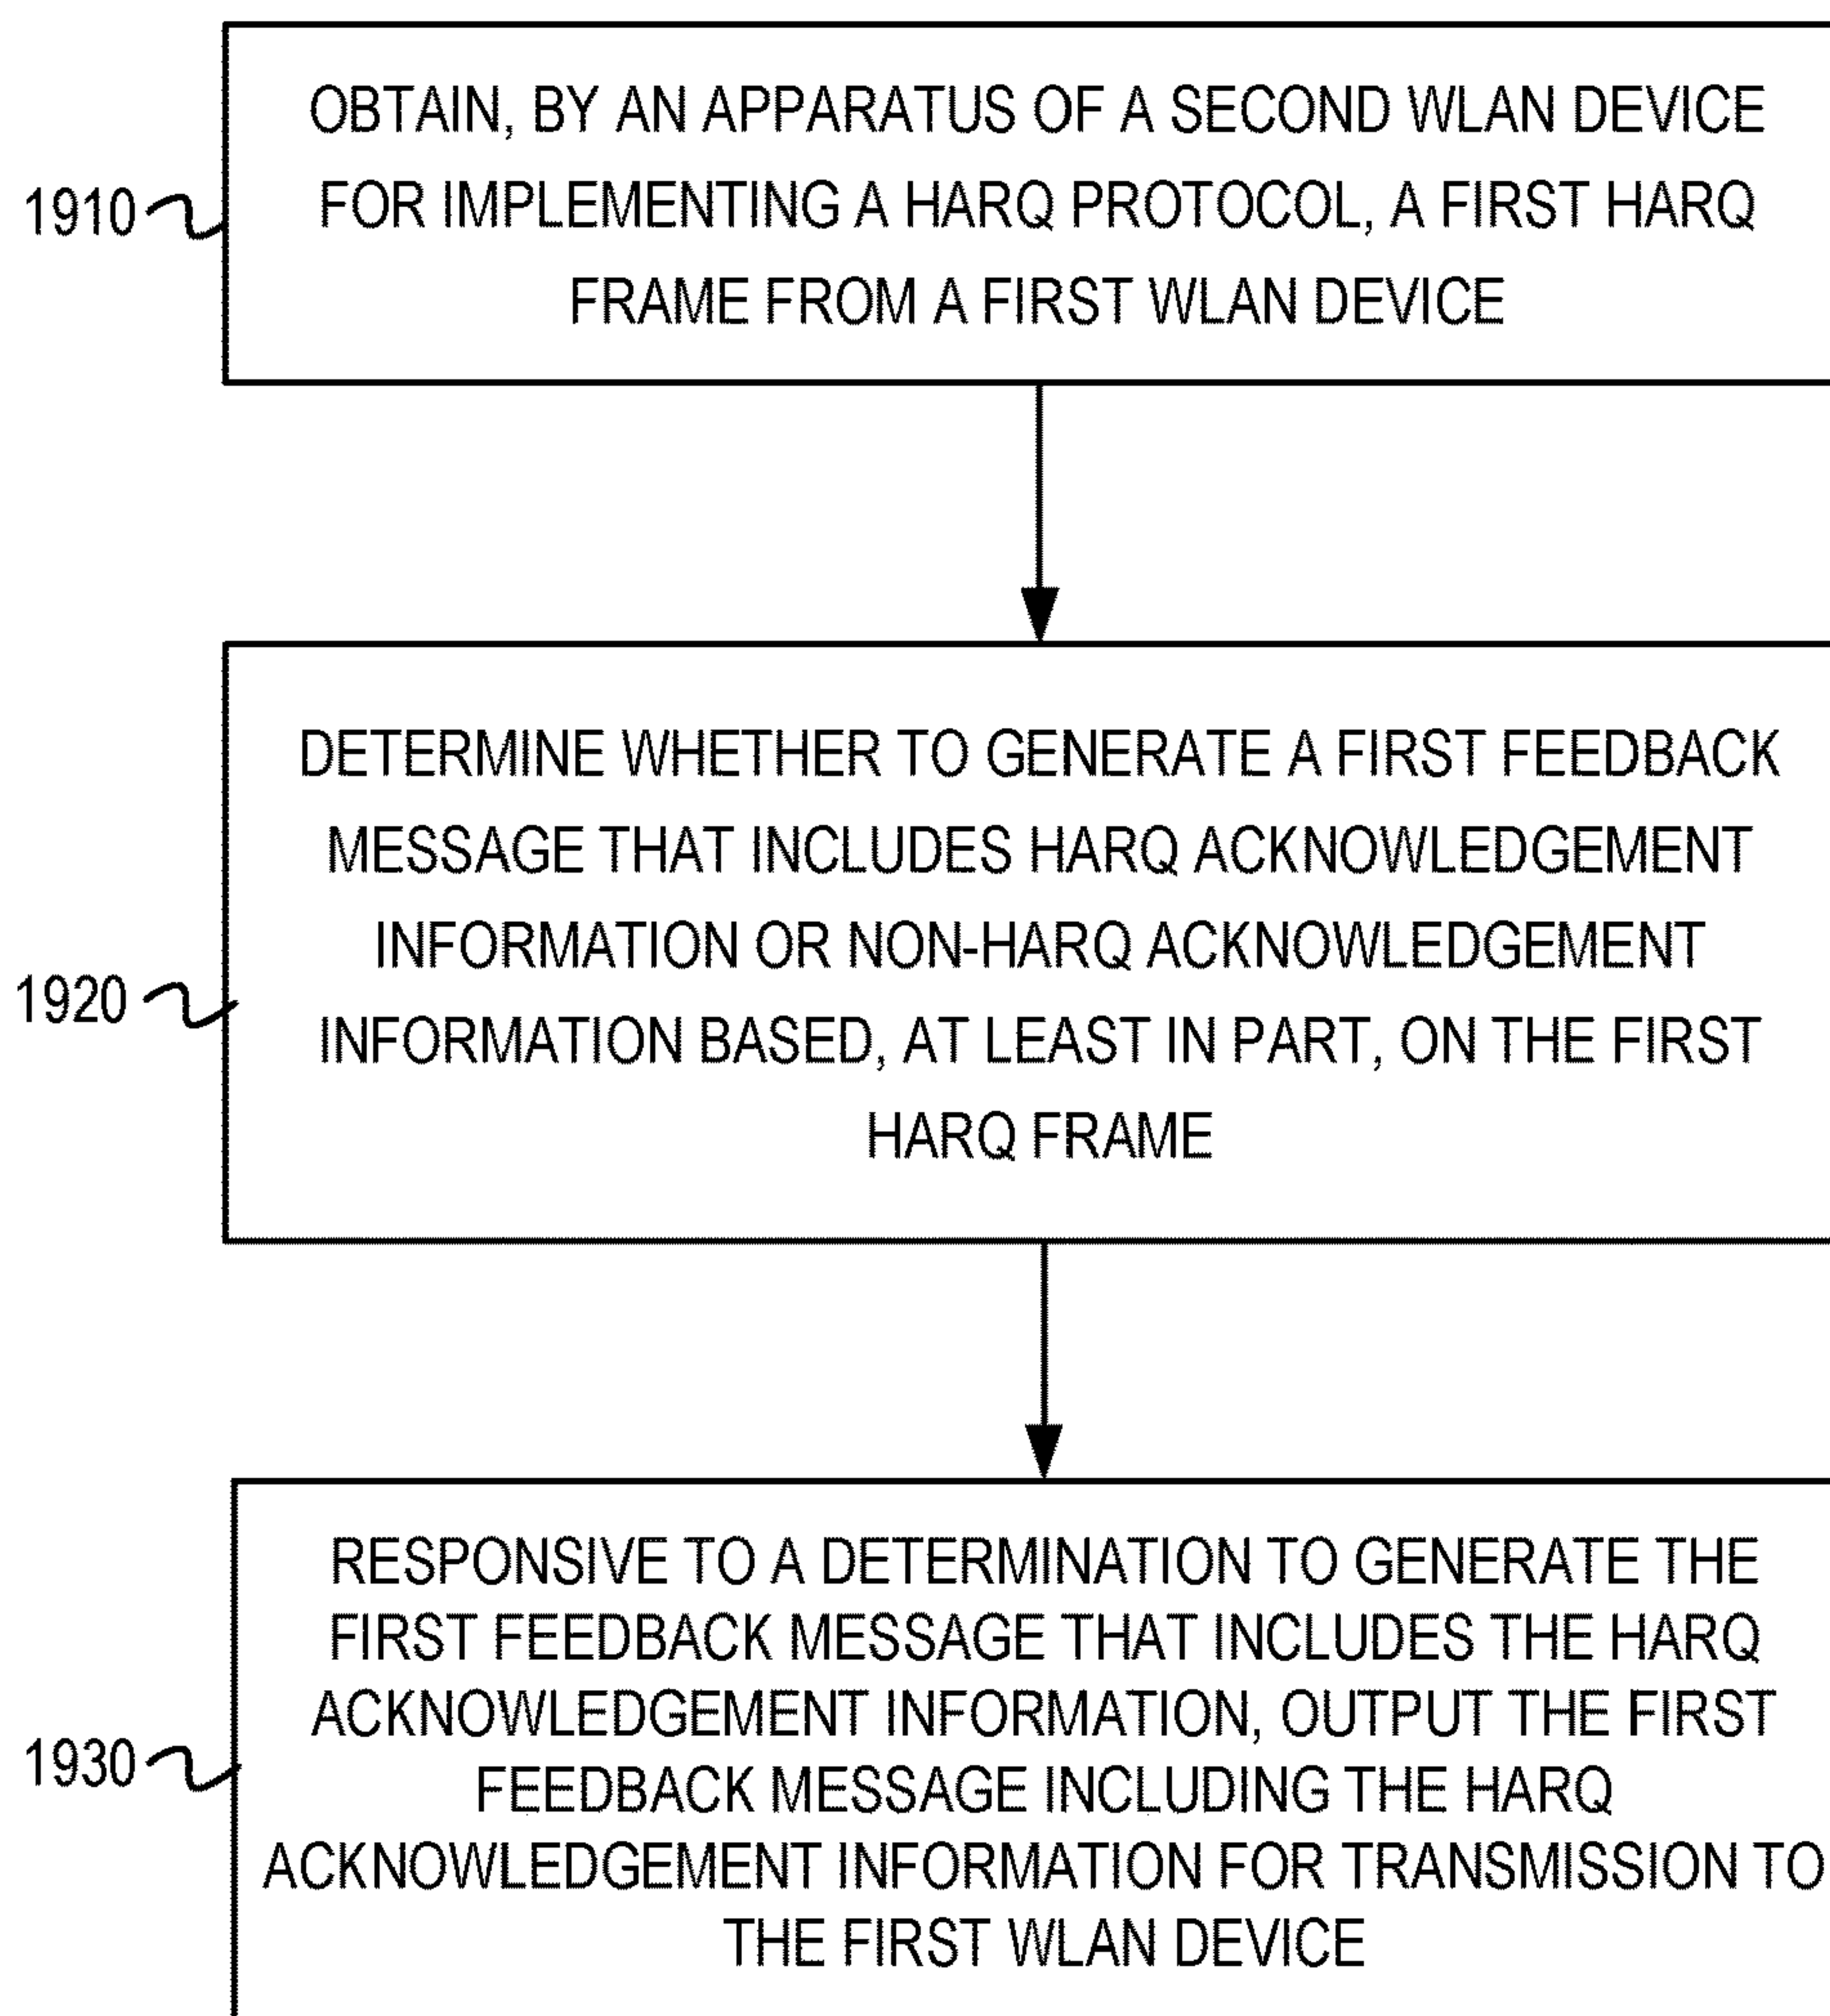 OBTAIN, BY AN APPARATUS OF A SECOND WLAN DEVICE
FOR IMPLEMENTING A HARQ PROTOCOL, A FIRST HARQ
FRAME FROM A FIRST WLAN DEVICE
1910
DETERMINE WHETHER TO GENERATE A FIRST FEEDBACK
MESSAGE THAT INCLUDES HARQ ACKNOWLEDGEMENT
INFORMATION OR NON-HARQ ACKNOWLEDGEMENT
INFORMATION BASED, AT LEAST IN PART, ON THE FIRST
HARQ FRAME
1920
RESPONSIVE TO A DETERMINATION TO GENERATE THE
FIRST FEEDBACK MESSAGE THAT INCLUDES THE HARQ
ACKNOWLEDGEMENT INFORMATION, OUTPUT THE FIRST
FEEDBACK MESSAGE INCLUDING THE HARQ
ACKNOWLEDGEMENT INFORMATION FOR TRANSMISSION TO
THE FIRST WLAN DEVICE
1930